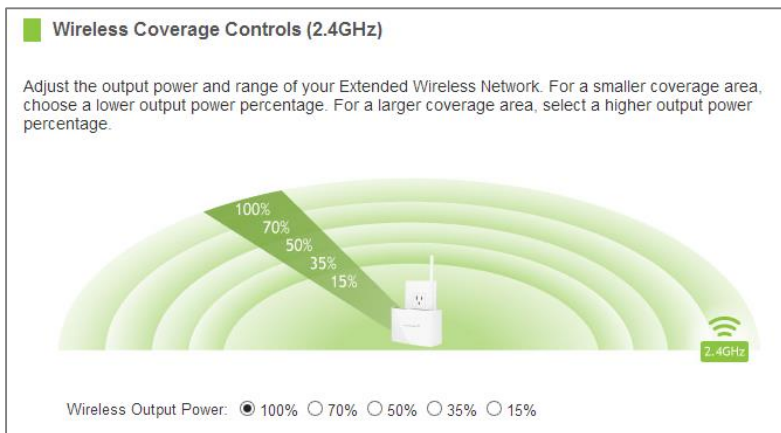 Wireless Coverage Controls (2.4GHz)
Adjust the output power and range of your Extended Wireless Network. For a smaller coverage area,
choose a lower output power percentage. For a larger coverage area, select a higher output power
percentage.
100%
70%
50%
35%
15%
2.4GHz
Wireless Output Power: 100% 70% 50% 35% 15%